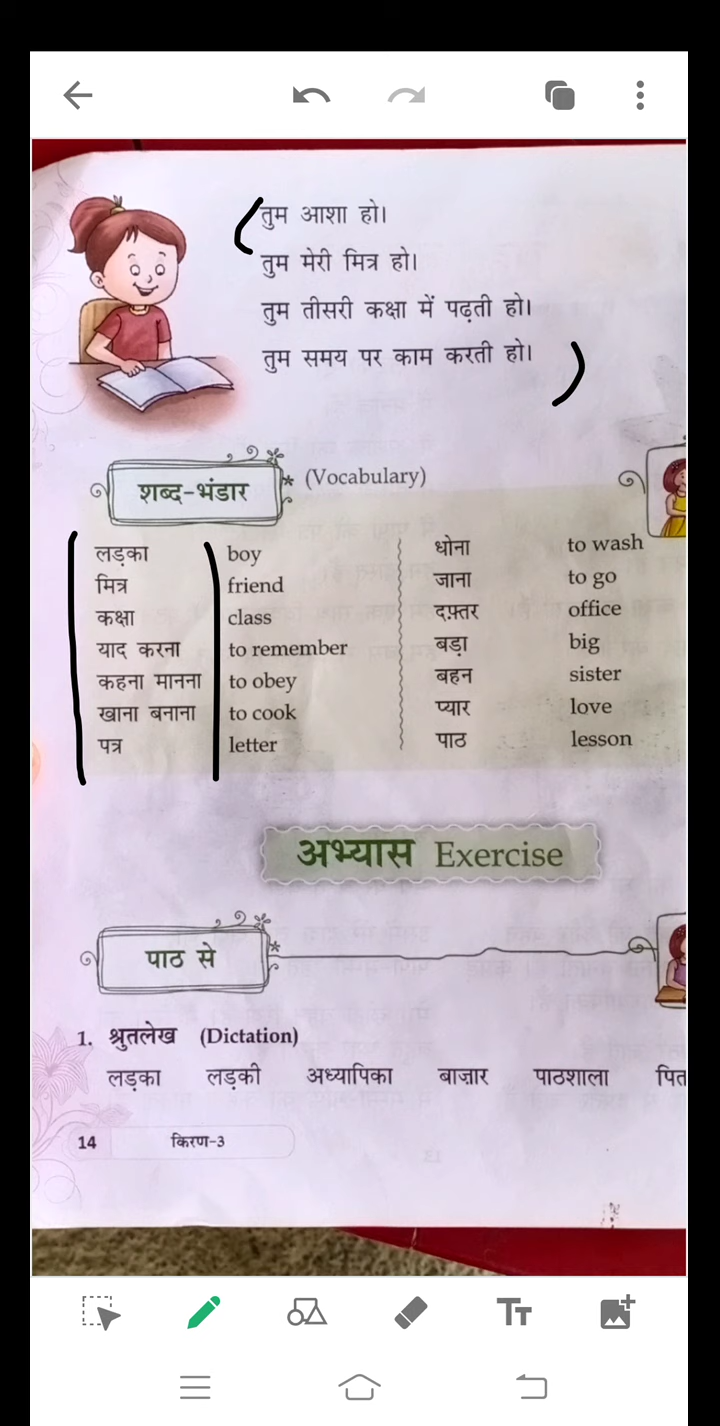 तुम आशा हो।
तुम मेरी मित्र हो।
तुम तीसरी कक्षा में पढ़ती हो।
तुम समय पर काम करती हो।
शब्द-भंडार (Vocabulary)
लड़का boy धोना to wash
मित्र friend जाना to go
कक्षा class दफ़्तर office
याद करना to remember बड़ा big
कहना मानना to obey बहन sister
खाना बनाना to cook प्यार love
पत्र letter पाठ lesson
अभ्यास Exercise
पाठ से
1. श्रुतलेख (Dictation)
लड़का लड़की अध्यापिका बाज़ार पाठशाला
14 किरण-3
Tт